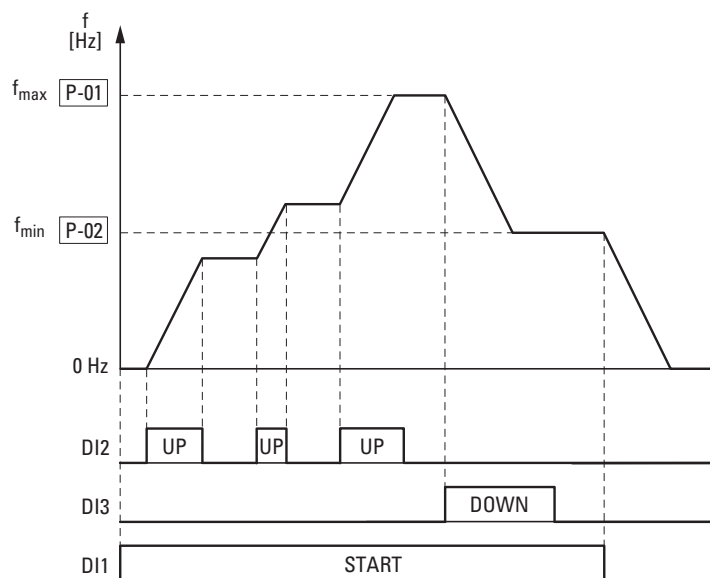 f
[Hz]
fmax P-01
fmin P-02
0 Hz
DI2 UP UP UP
DI3 DOWN
DI1 START